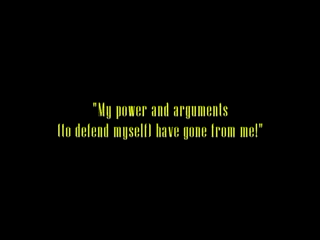 "My power and arguments
(to defend myself) have gone from me!"